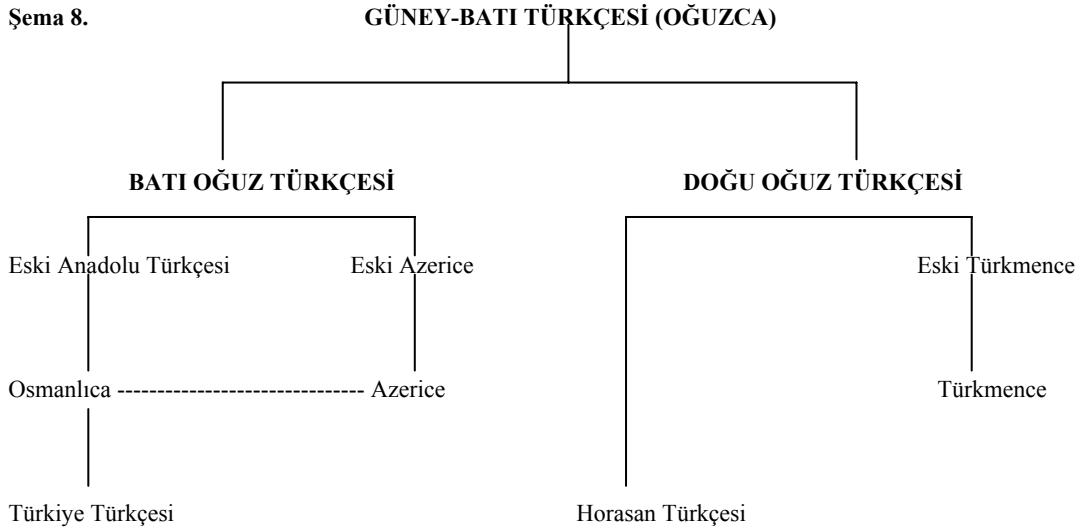 Şema 8. GÜNEY-BATI TÜRKÇESİ (OĞUZCA)
BATI OĞUZ TÜRKÇESİ DOĞU OĞUZ TÜRKÇESİ
Eski Anadolu Türkçesi Eski Azerice Eski Türkmence
Osmanlıca ------------------------------- Azerice Türkmence
Türkiye Türkçesi Horasan Türkçesi